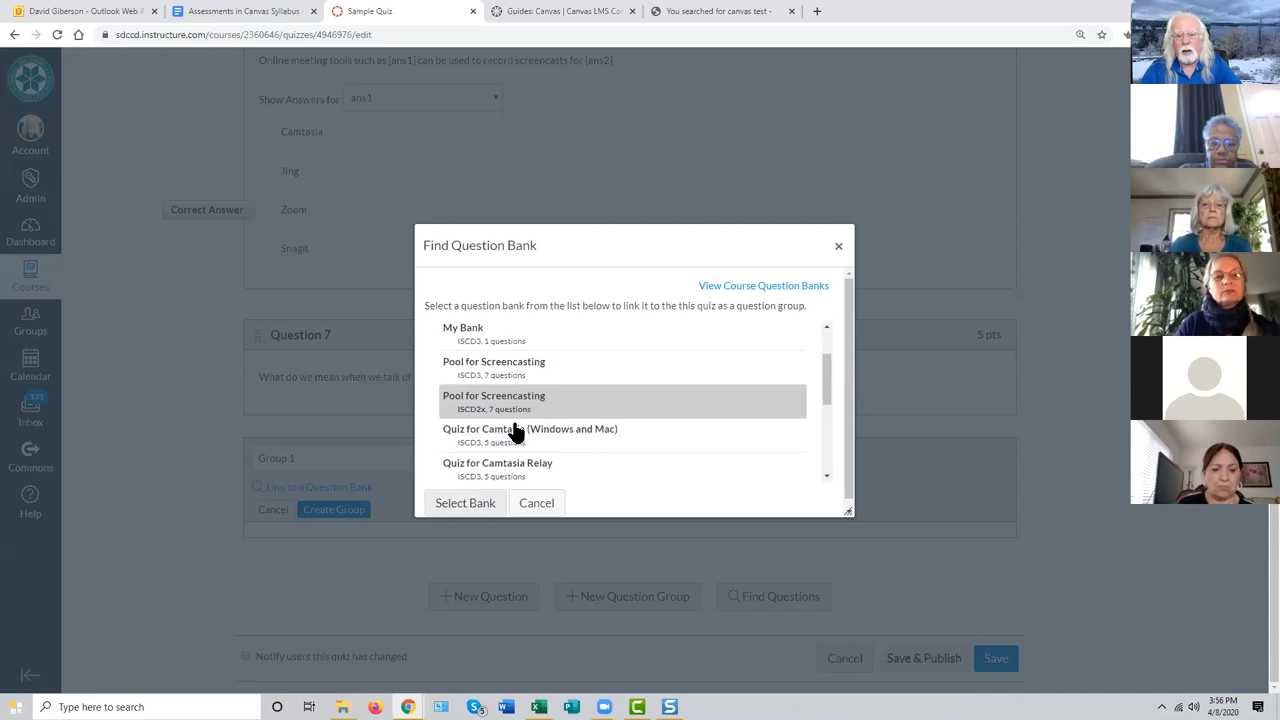 David Giberson - Outlook Web A
Assessments in Canvas Syllabus
Sample Quiz
Guides: Canvas | Canvas LMS Co
You searched for canvas test -
sdccd.instructure.com/courses/2360646/quizzes/4946976/edit
Account
Admin
Dashboard
Courses
Groups
Calendar
131
Inbox
Commons
Help
Online meeting tools such as [ans1] can be used to record screencasts for [ans2]
Show Answers for
ans1
Camtasia
Jing
Correct Answer
Zoom
Snagit
Question 7
5 pts
What do we mean when we talk of
Group 1
Link to a Question Bank
Cancel
Create Group
Find Question Bank
View Course Question Banks
Select a question bank from the list below to link it to the this quiz as a question group.
My Bank
ISCD3, 1 questions
Pool for Screencasting
ISCD3, 7 questions
Pool for Screencasting
ISCD2x, 7 questions
Quiz for Camtasia (Windows and Mac)
ISCD3, 5 questions
Quiz for Camtasia Relay
ISCD3, 5 questions
Select Bank
Cancel
New Question
New Question Group
Find Questions
Notify users this quiz has changed
Cancel
Save & Publish
Save
Type here to search
5
3:56 PM
4/8/2020